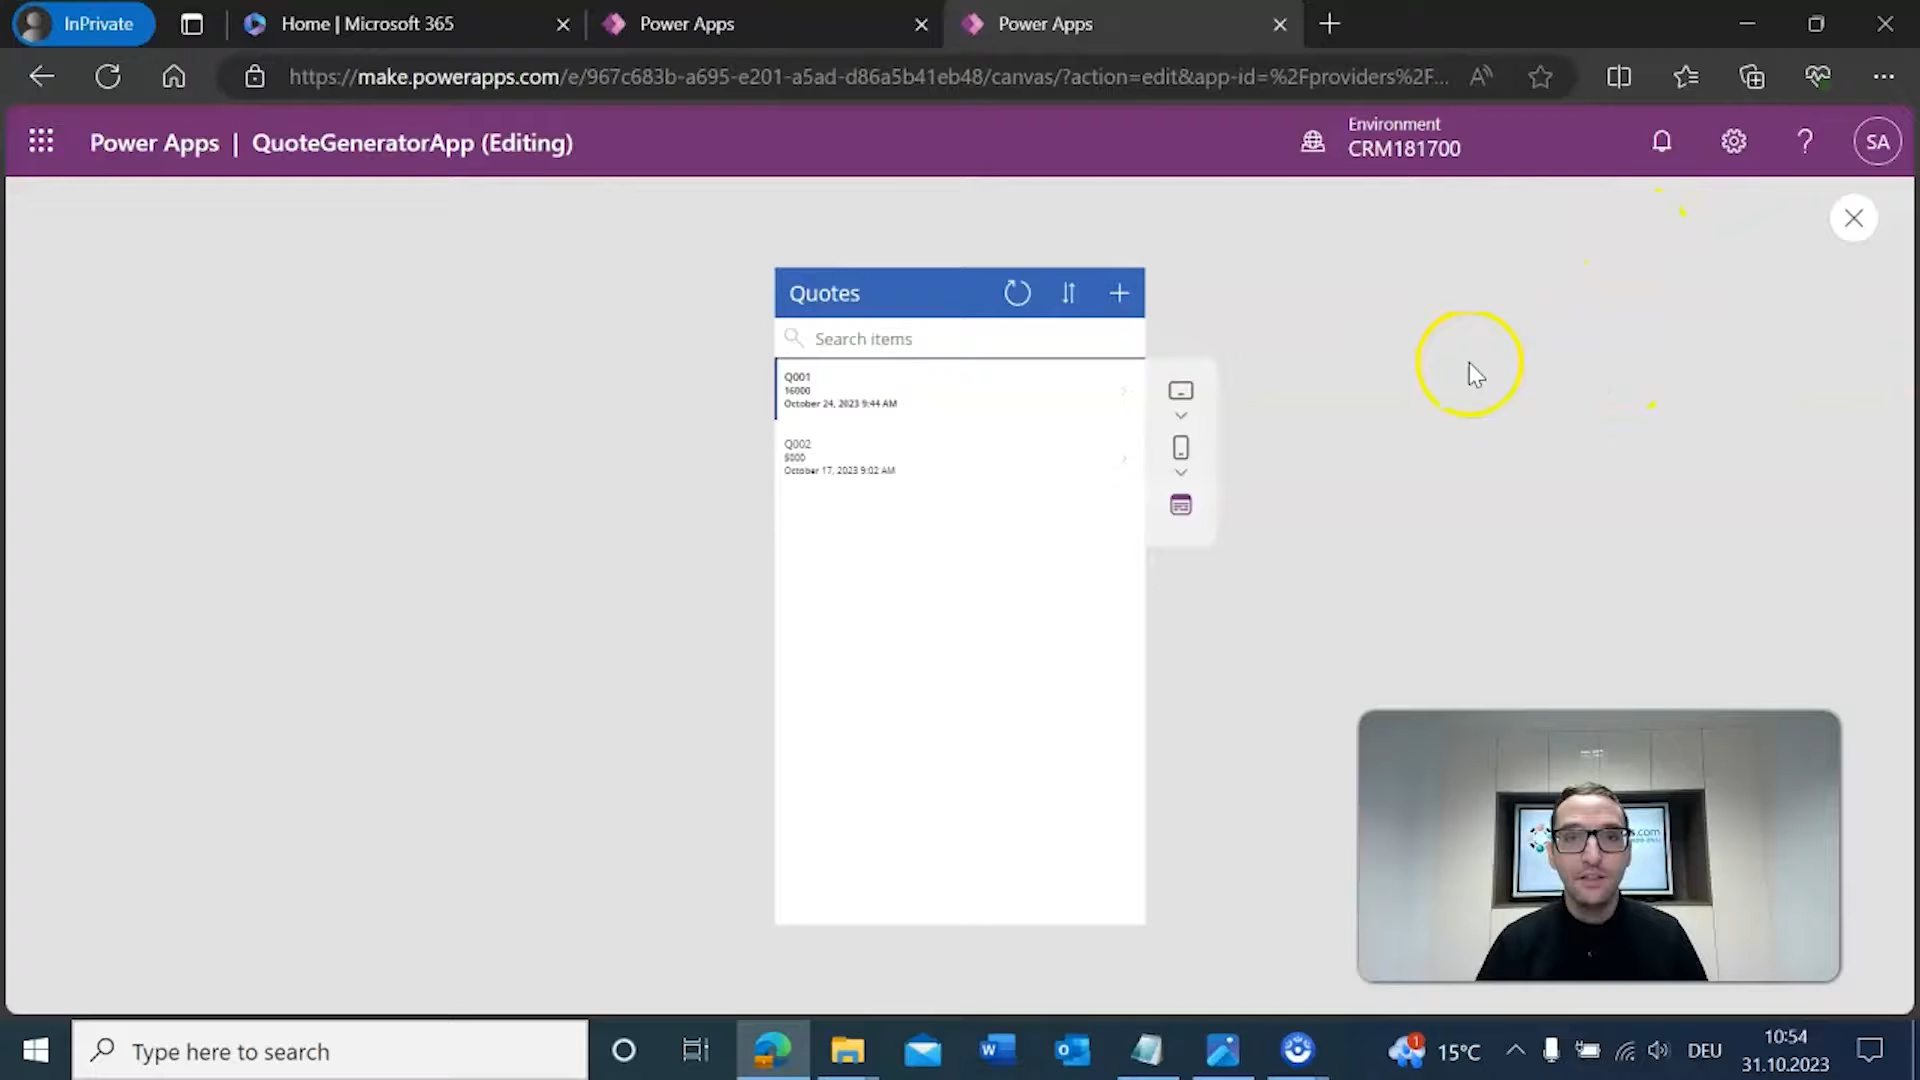 InPrivate
Home | Microsoft 365
Power Apps
Power Apps
https://make.powerapps.com/e/967c683b-a695-e201-a5ad-d86a5b41eb48/canvas/?action=edit&app-id=%2Fproviders%2F...
Power Apps | QuoteGeneratorApp (Editing)
Environment
CRM181700
SA
Quotes
Search items
Q001
16000
October 24, 2023 9:44 AM
Q002
5000
October 17, 2023 9:02 AM
.com
Type here to search
1
15°C
DEU
10:54
31.10.2023